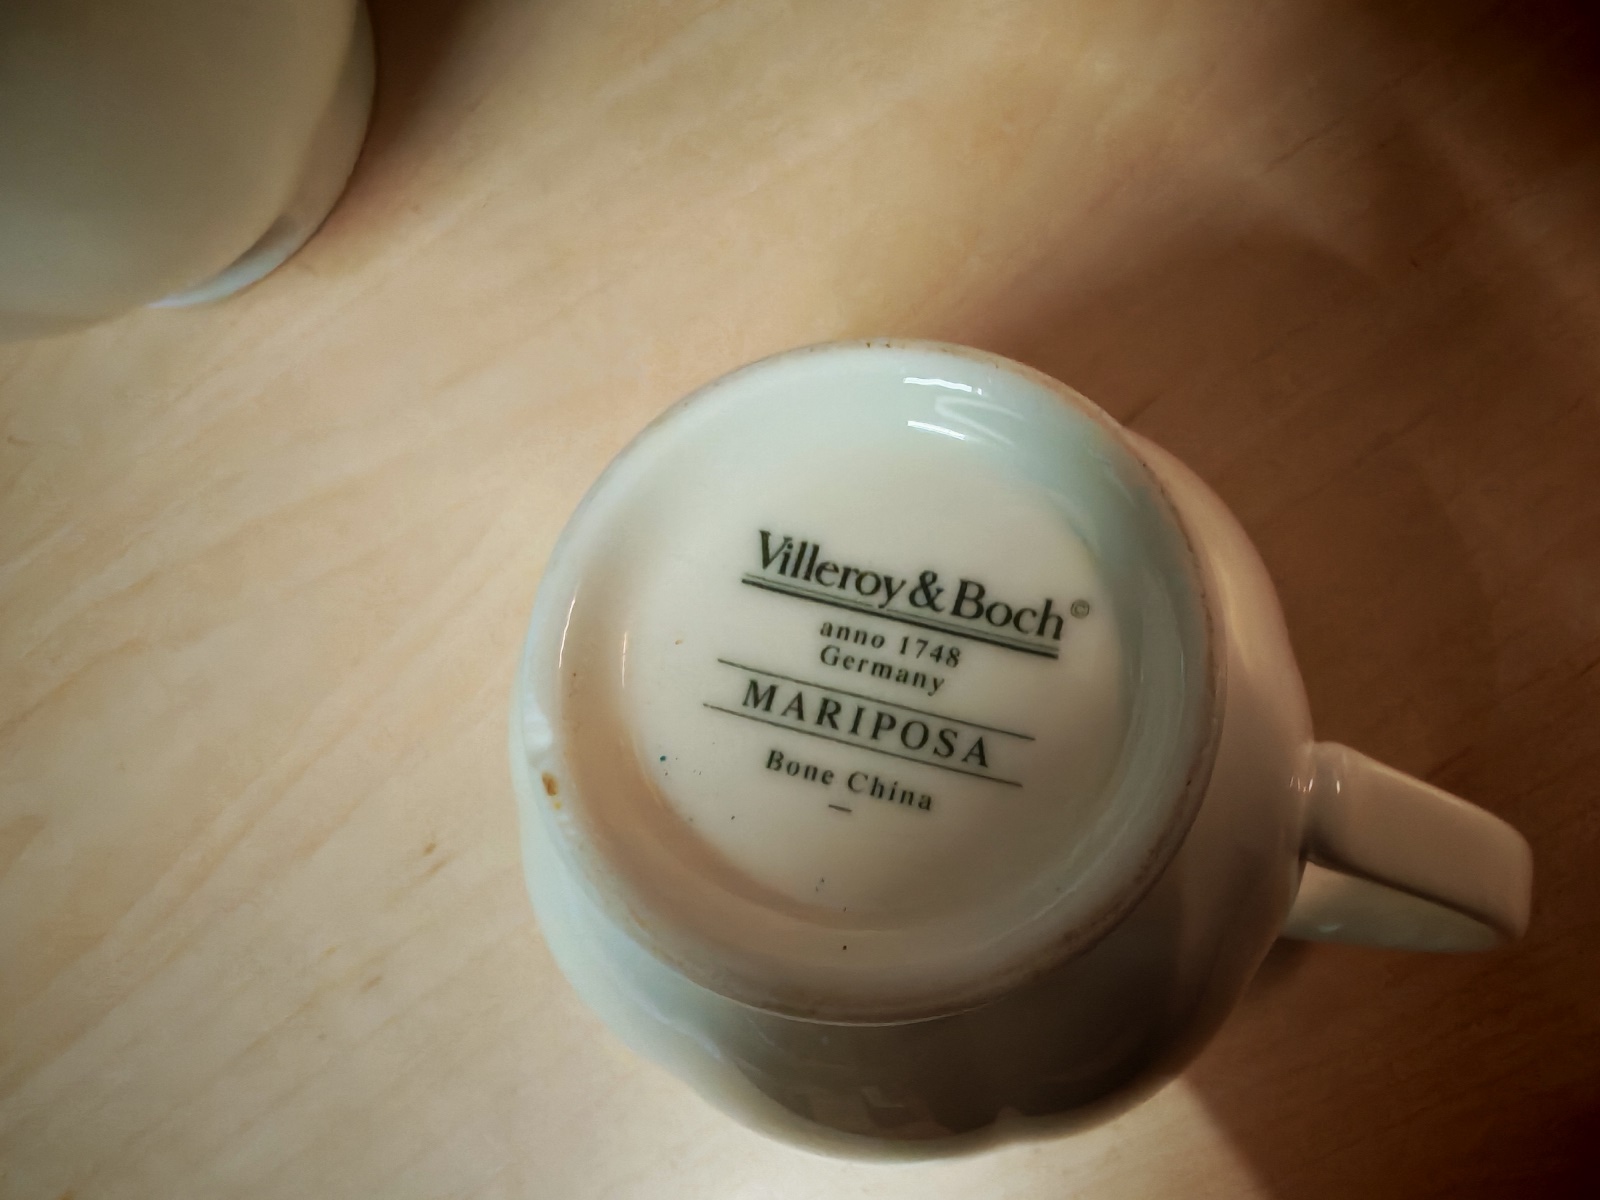 Villeroy & Boch©
anno 1748
Germany
MARIPOSA
Bone China